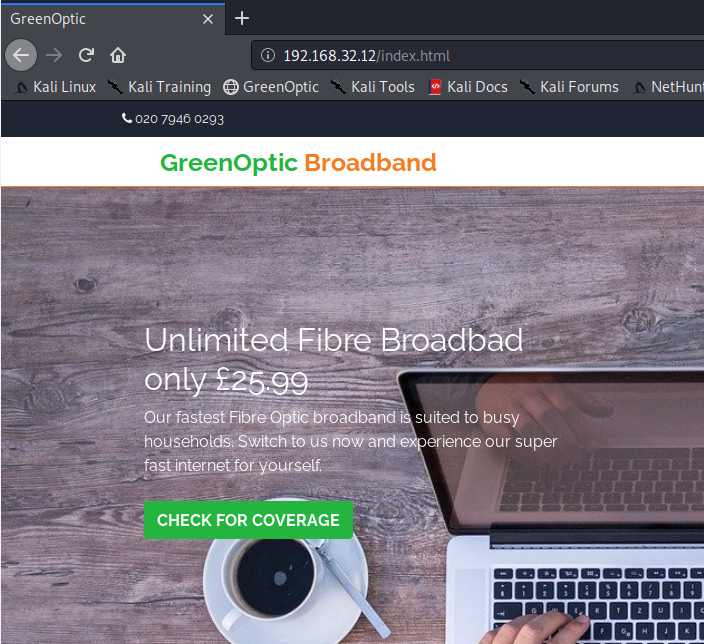 GreenOptic
192.168.32.12/index.html
Kali Linux Kali Training GreenOptic Kali Tools Kali Docs Kali Forums NetHunt
020 7946 0293
GreenOptic Broadband
Unlimited Fibre Broadbad
only £25.99
Our fastest Fibre Optic broadband is suited to busy
households. Switch to us now and experience our super
fast internet for yourself.
CHECK FOR COVERAGE